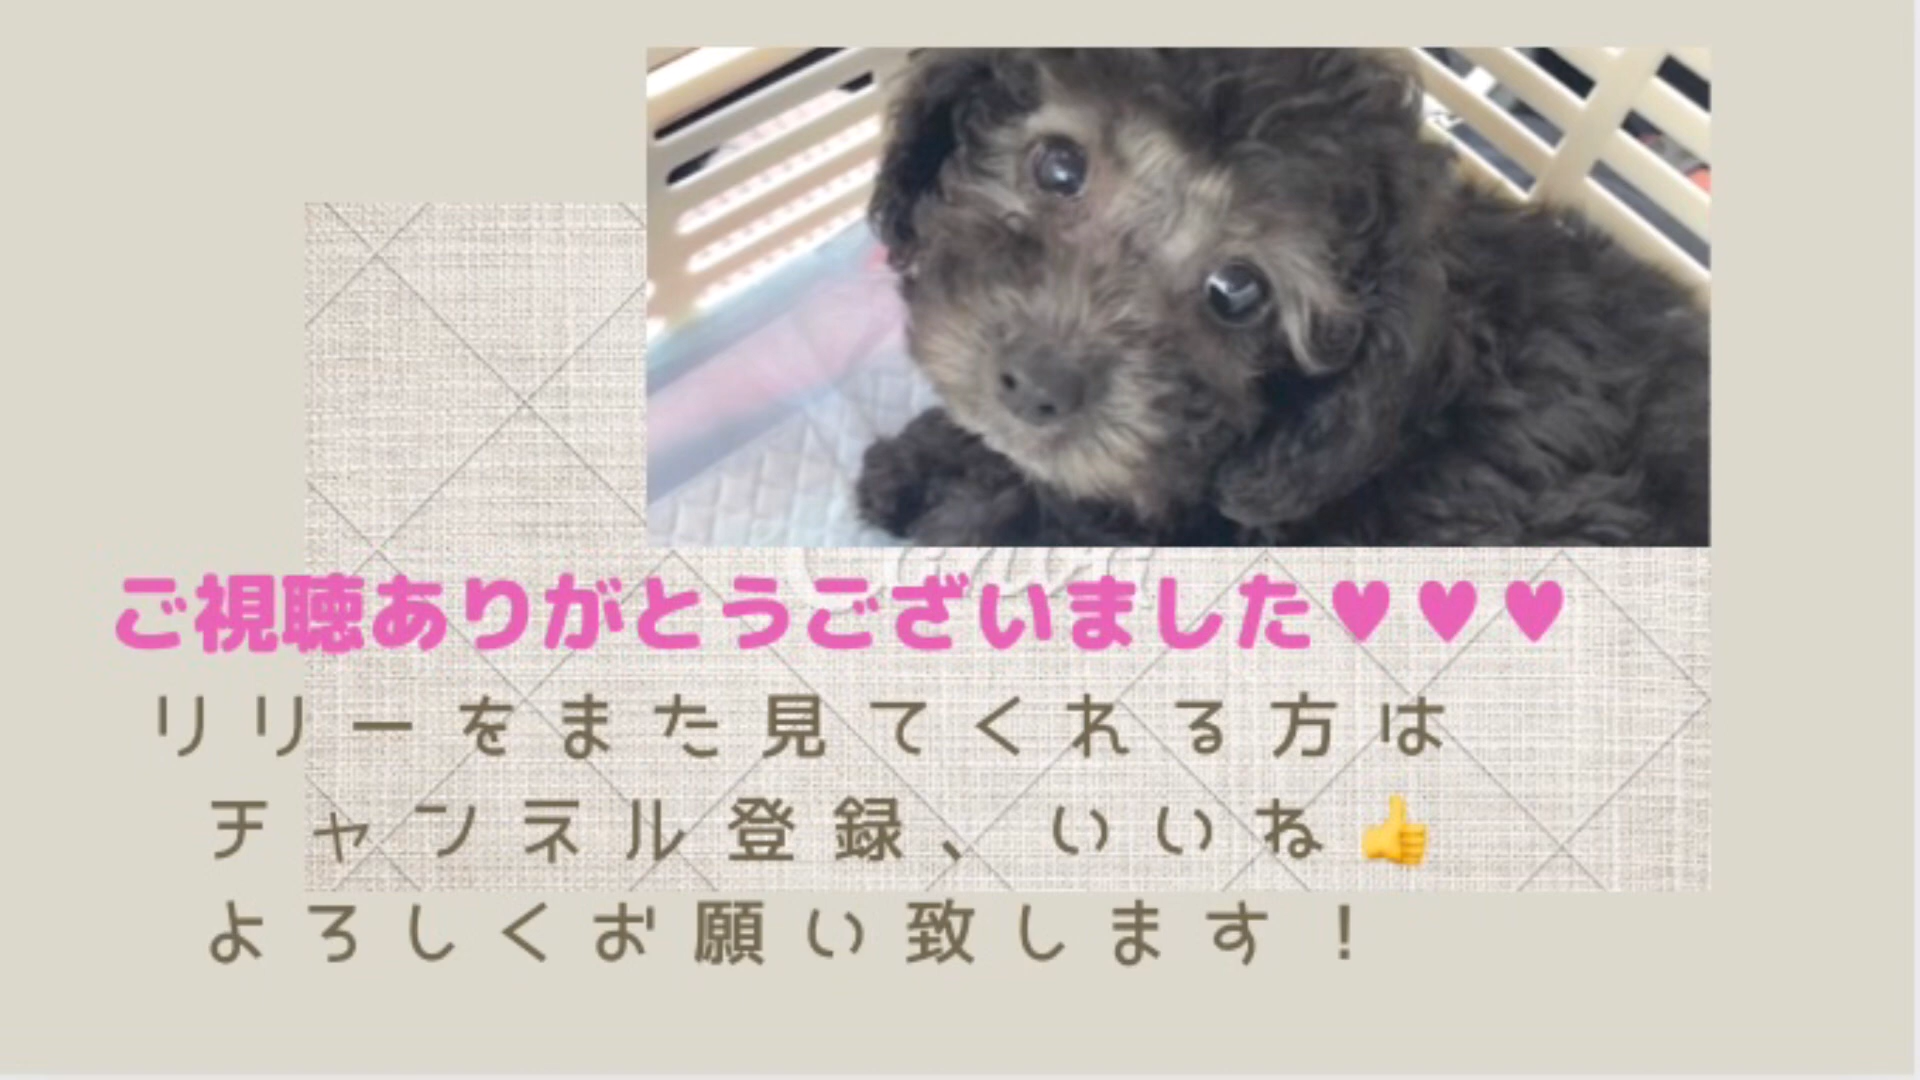 ご視聴ありがとうございました♥♥♥
リリーをまた見てくれる方は
チャンネル登録、いいね👍
よろしくお願い致します！